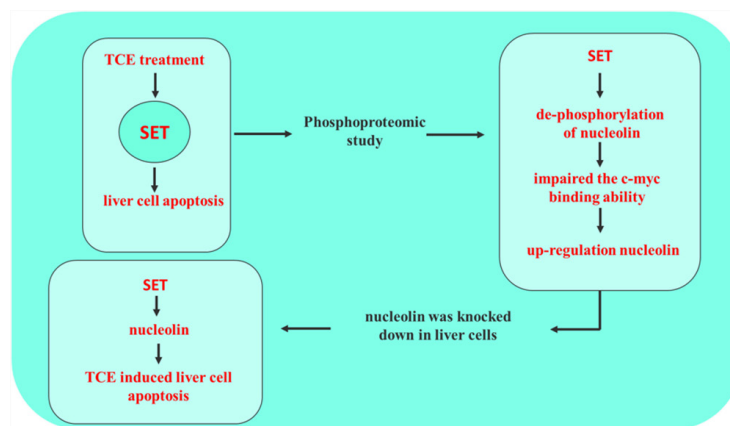 TCE treatment
SET
liver cell apoptosis
Phosphoproteomic
study
SET
de-phosphorylation
of nucleolin
impaired the c-myc
binding ability
up-regulation nucleolin
nucleolin was knocked
down in liver cells
SET
nucleolin
TCE induced liver cell
apoptosis